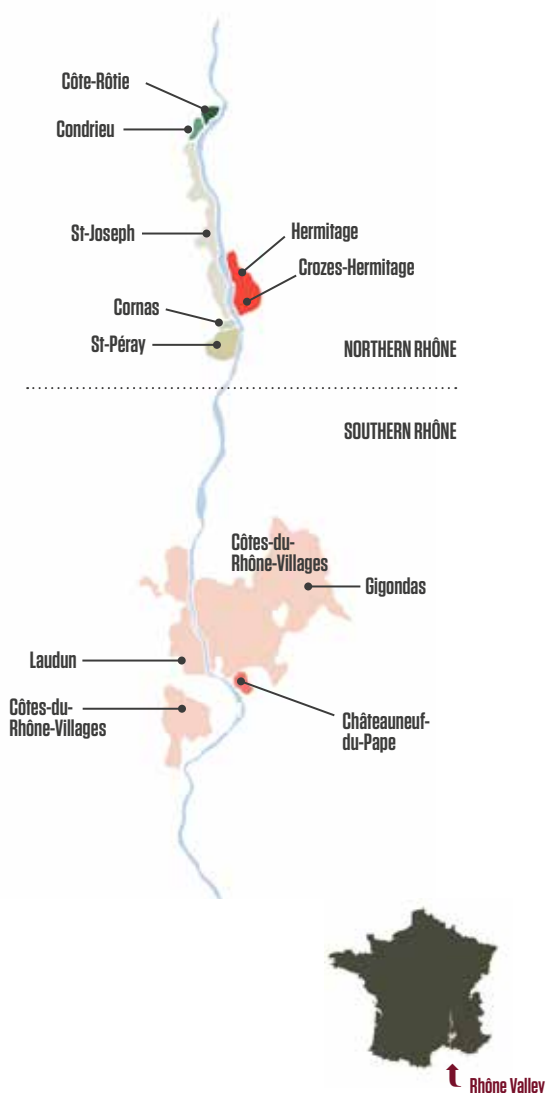 Côte-Rôtie
Condrieu
St-Joseph
Hermitage
Crozes-Hermitage
Cornas
St-Péray
NORTHERN RHÔNE
SOUTHERN RHÔNE
Côtes-du-
Rhône-Villages
Gigondas
Laudun
Côtes-du-
Rhône-Villages
Châteauneuf-
du-Pape
Rhône Valley